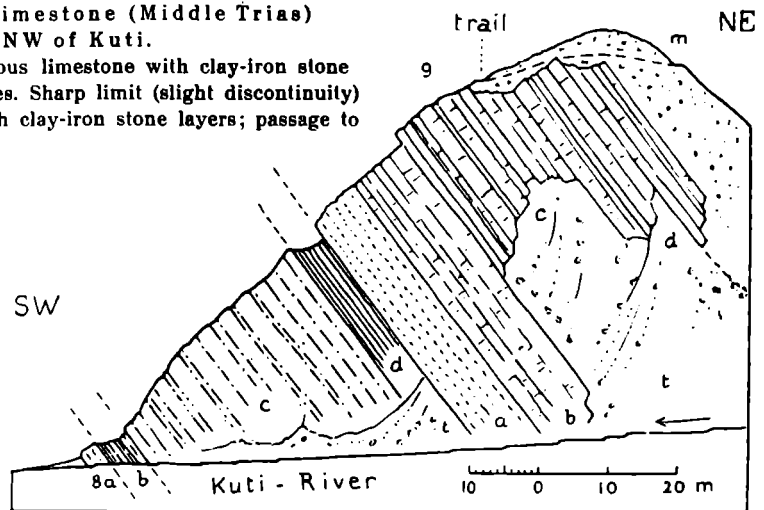 imestone (Middle Trias)
NW of Kuti.
ous limestone with clay-iron stone
es. Sharp limit (slight discontinuity)
h clay-iron stone layers; passage to
trail
NE
m
9
c
d
SW
d
c
t
t
a
b
8a b
Kuti-River
10 0 10 20 m